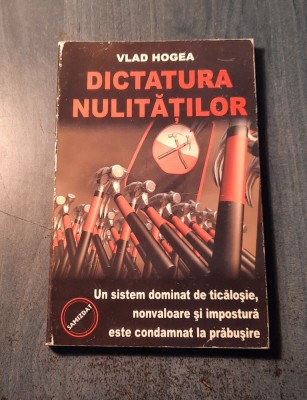 VLAD HOGEA
DICTATURA
NULITĂȚILOR
Un sistem dominat de ticăloșie,
nonvaloare și impostură
este condamnat la prăbușire
SAMIZDAT